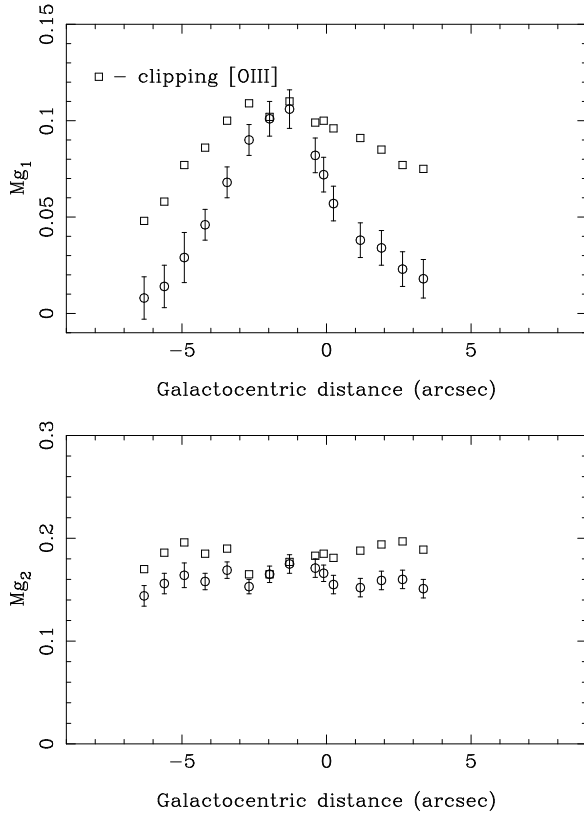 0.15
0.1
0.05
0
Mg1
□ – clipping [OIII]
−5
0
5
Galactocentric distance (arcsec)
0.3
0.2
0.1
0
Mg2
−5
0
5
Galactocentric distance (arcsec)